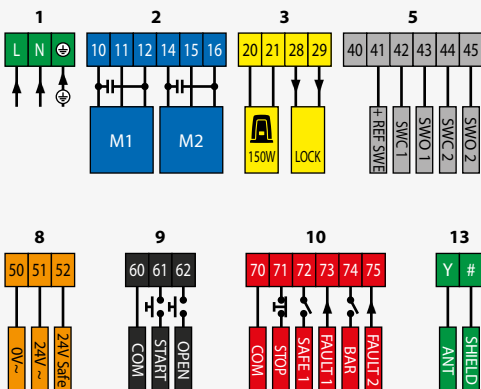 1 2 3 5
L N 10 11 12 14 15 16 20 21 28 29 40 41 42 43 44 45
M1 M2 150W LOCK + REF SWE SWC 1 SWO 1 SWC 2 SWO 2
8 9 10 13
50 51 52 60 61 62 70 71 72 73 74 75 Y #
0V~ 24V ~ 24V Safe COM START OPEN COM STOP SAFE 1 FAULT 1 BAR FAULT 2 ANT SHIELD